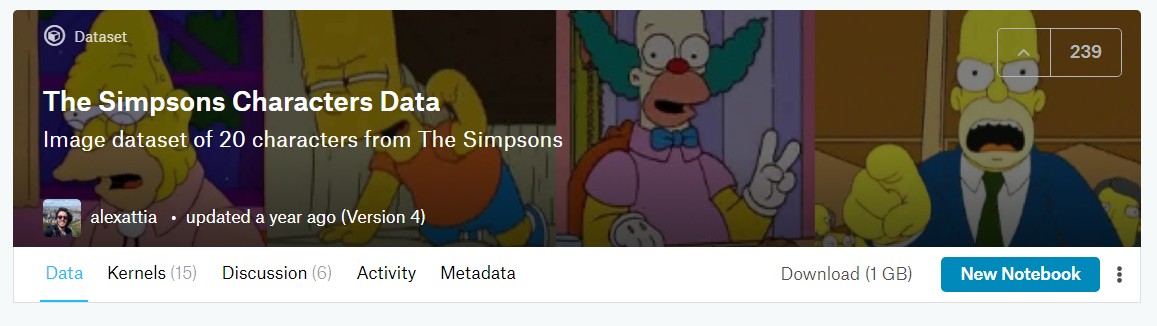 Dataset
239
The Simpsons Characters Data
Image dataset of 20 characters from The Simpsons
alexattia • updated a year ago (Version 4)
Data Kernels (15) Discussion (6) Activity Metadata Download (1 GB) New Notebook